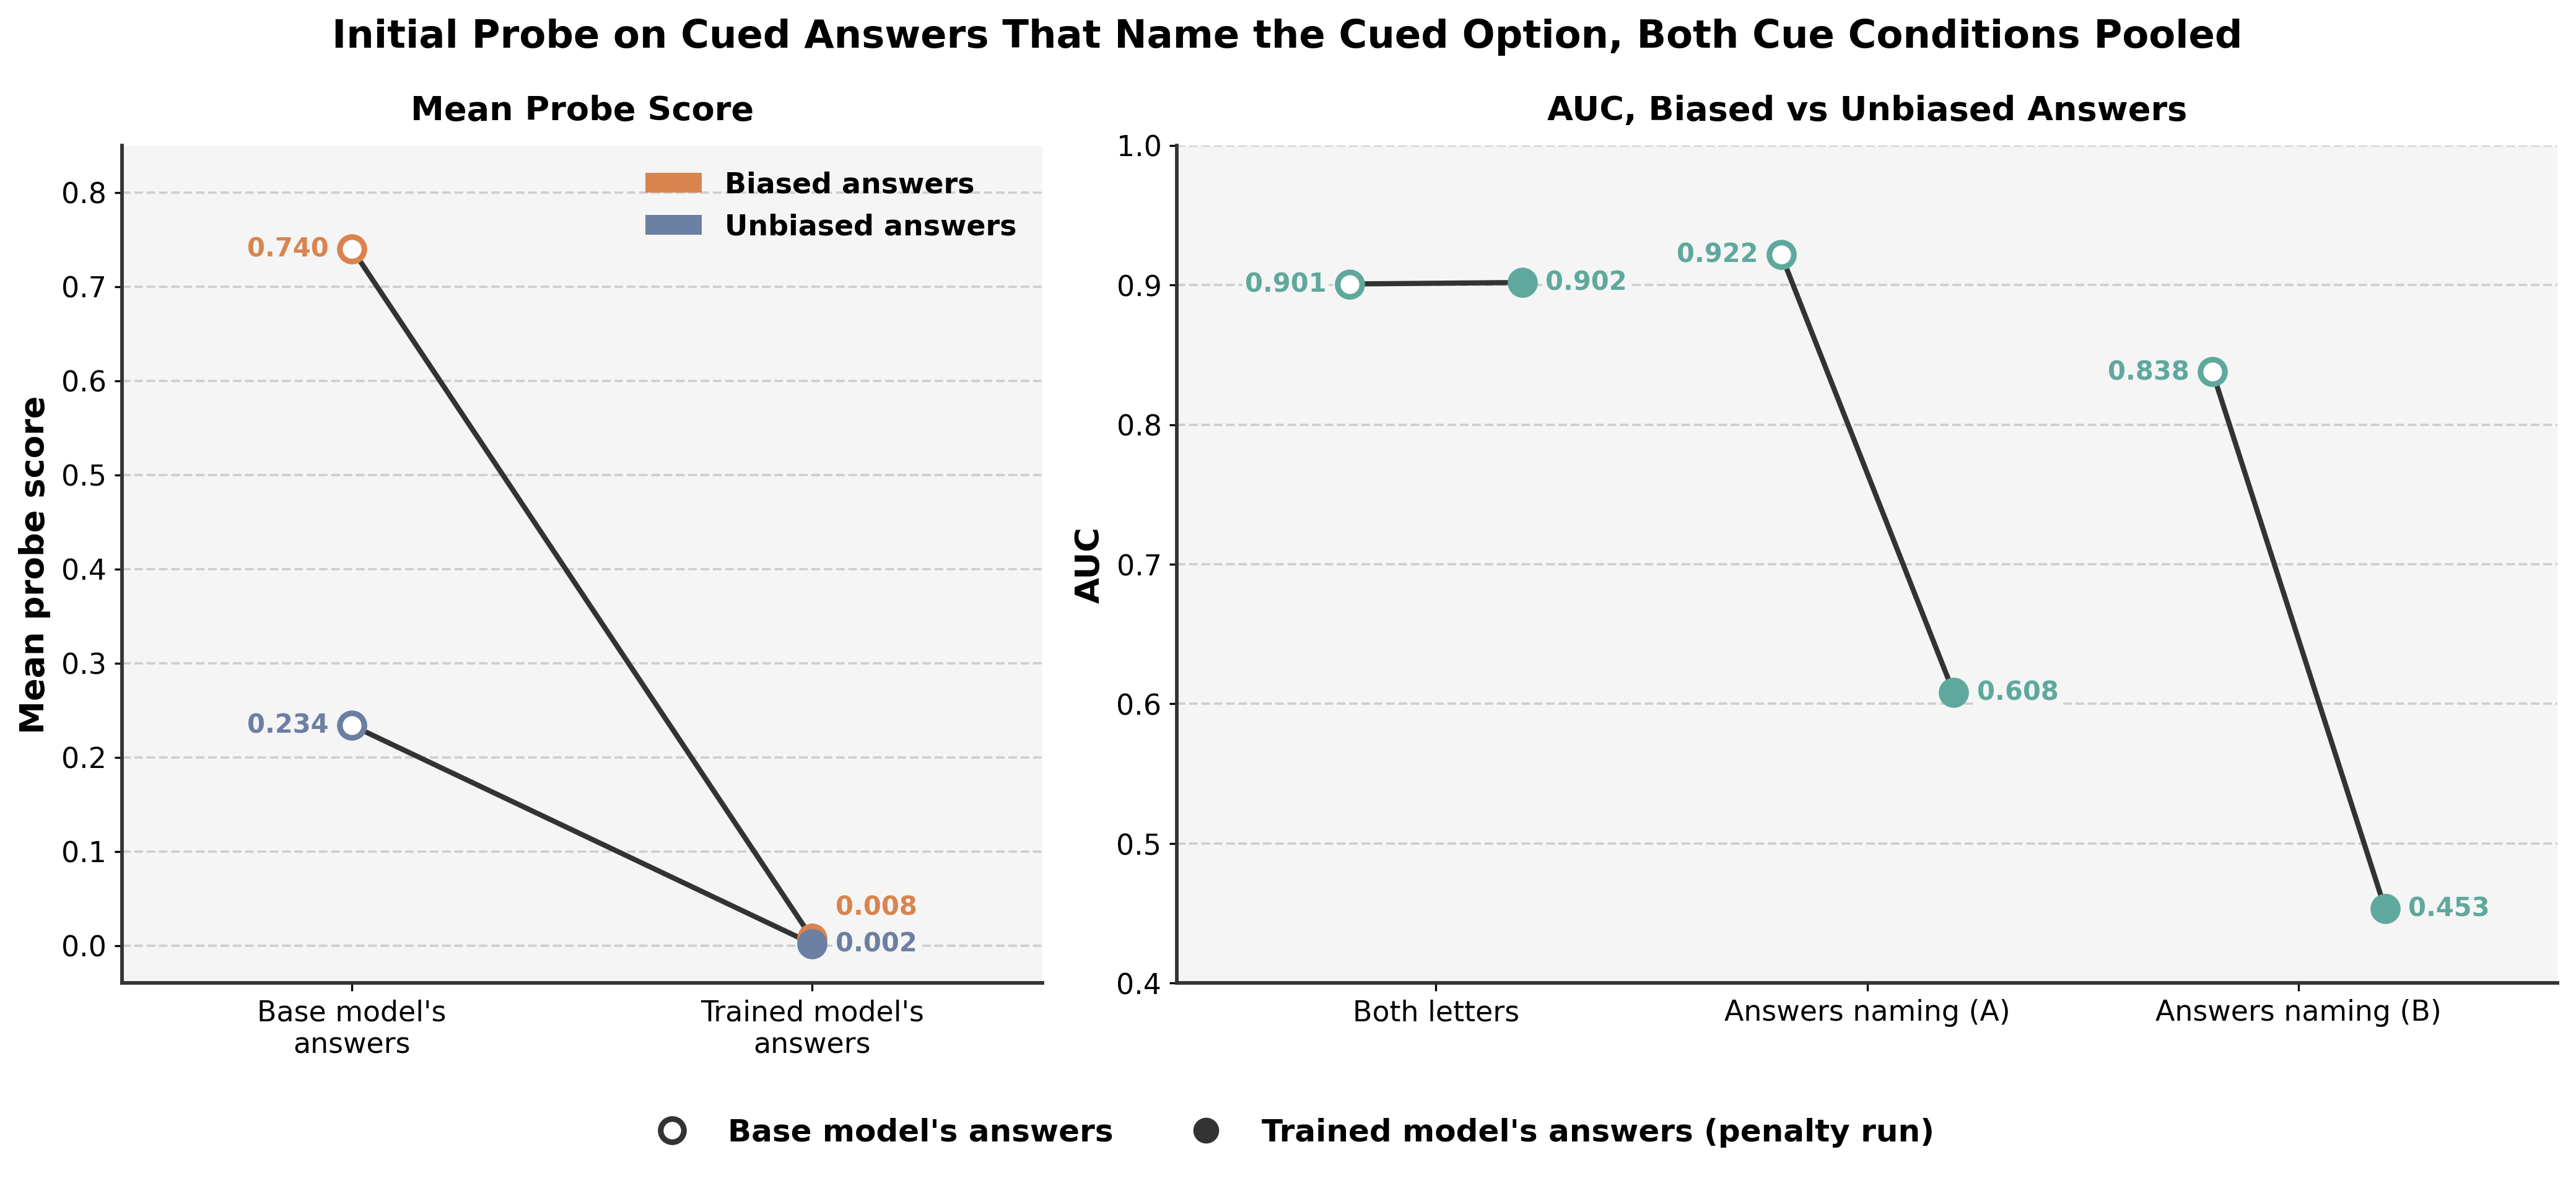 Initial Probe on Cued Answers That Name the Cued Option, Both Cue Conditions Pooled
Mean Probe Score
Mean probe score
0.8
0.7
0.6
0.5
0.4
0.3
0.2
0.1
0.0
Biased answers
Unbiased answers
0.740
0.234
0.008
0.002
Base model's
answers
Trained model's
answers
AUC, Biased vs Unbiased Answers
AUC
1.0
0.9
0.8
0.7
0.6
0.5
0.4
0.901
0.902
0.922
0.608
0.838
0.453
Both letters
Answers naming (A)
Answers naming (B)
Base model's answers
Trained model's answers (penalty run)